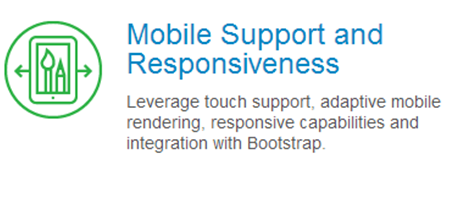 Mobile Support and
Responsiveness
Leverage touch support, adaptive mobile
rendering, responsive capabilities and
integration with Bootstrap.